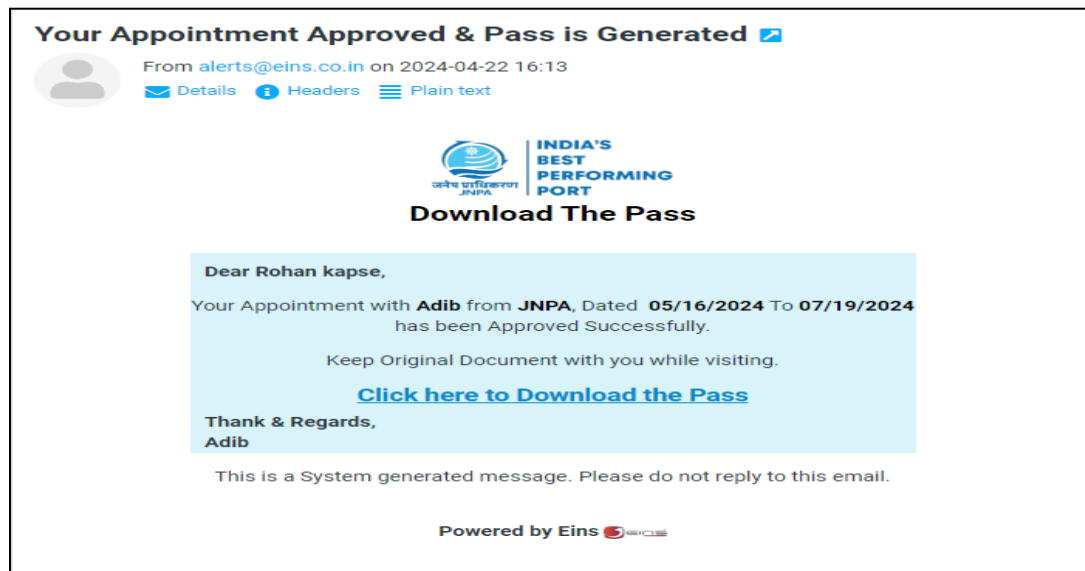 Your Appointment Approved & Pass is Generated
From alerts@eins.co.in on 2024-04-22 16:13
Details Headers Plain text
INDIA'S
BEST
PERFORMING
PORT
जनेप प्राधिकरण
JNPA
Download The Pass
Dear Rohan kapse,
Your Appointment with Adib from JNPA, Dated 05/16/2024 To 07/19/2024
has been Approved Successfully.
Keep Original Document with you while visiting.
Click here to Download the Pass
Thank & Regards,
Adib
This is a System generated message. Please do not reply to this email.
Powered by Eins EINS